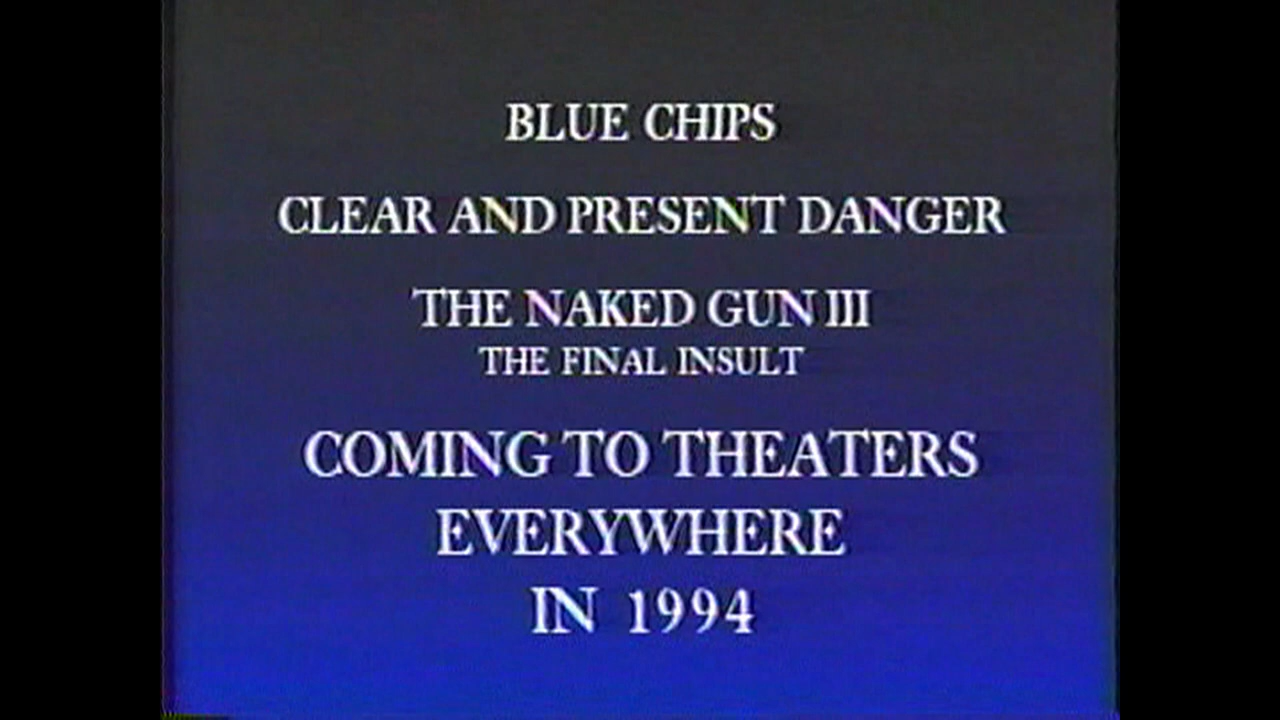 BLUE CHIPS
CLEAR AND PRESENT DANGER
THE NAKED GUN III
THE FINAL INSULT
COMING TO THEATERS
EVERYWHERE
IN 1994